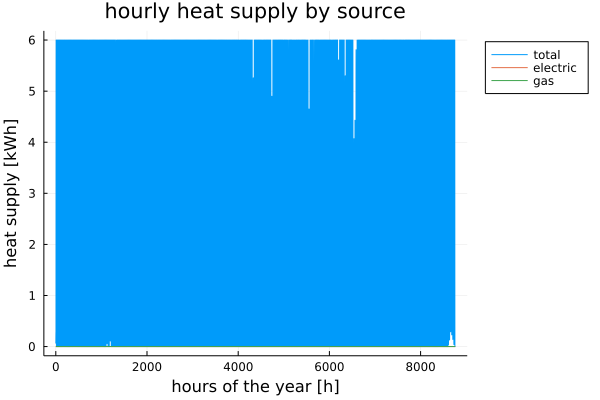 hourly heat supply by source
6
5
4
3
2
1
0
heat supply [kWh]
0 2000 4000 6000 8000
hours of the year [h]
total
electric
gas